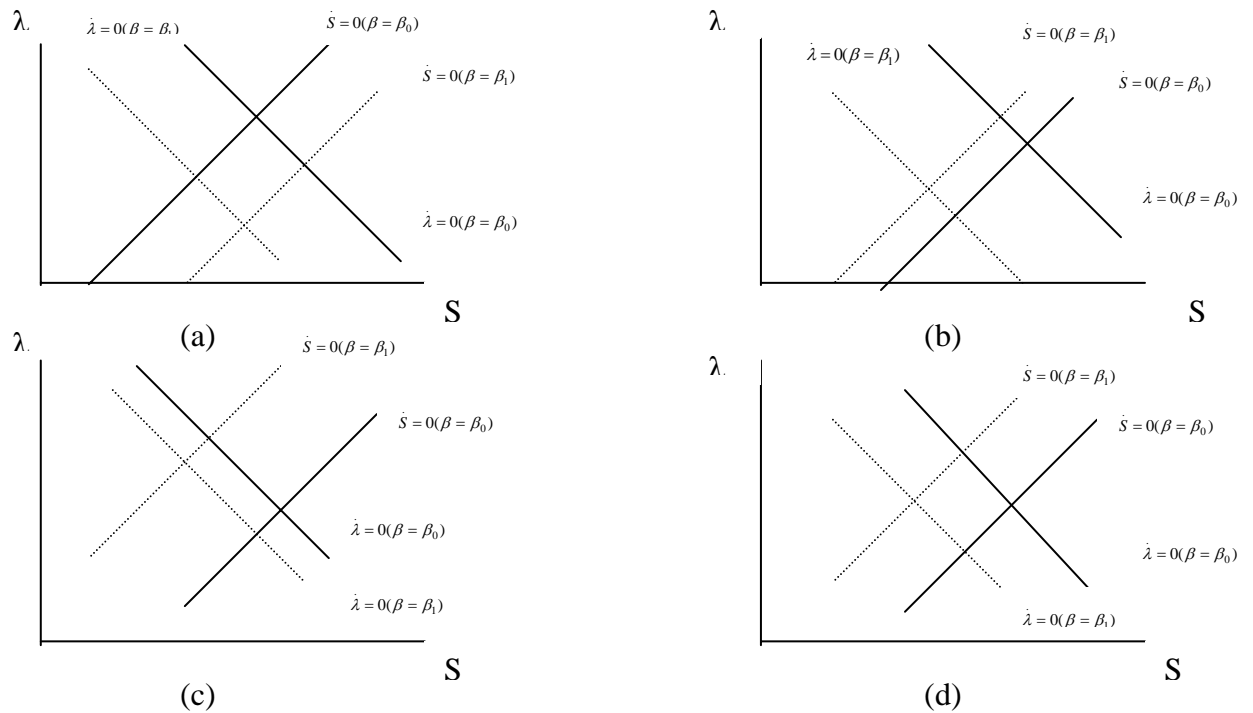 λ.
λ̇ = 0(β = β₁)
Ṡ = 0(β = β₀)
Ṡ = 0(β = β₁)
λ̇ = 0(β = β₀)
S
(a)
λ.
λ̇ = 0(β = β₁)
Ṡ = 0(β = β₁)
Ṡ = 0(β = β₀)
λ̇ = 0(β = β₀)
S
(b)
λ.
Ṡ = 0(β = β₁)
Ṡ = 0(β = β₀)
λ̇ = 0(β = β₀)
λ̇ = 0(β = β₁)
S
(c)
λ.
Ṡ = 0(β = β₁)
Ṡ = 0(β = β₀)
λ̇ = 0(β = β₀)
λ̇ = 0(β = β₁)
S
(d)